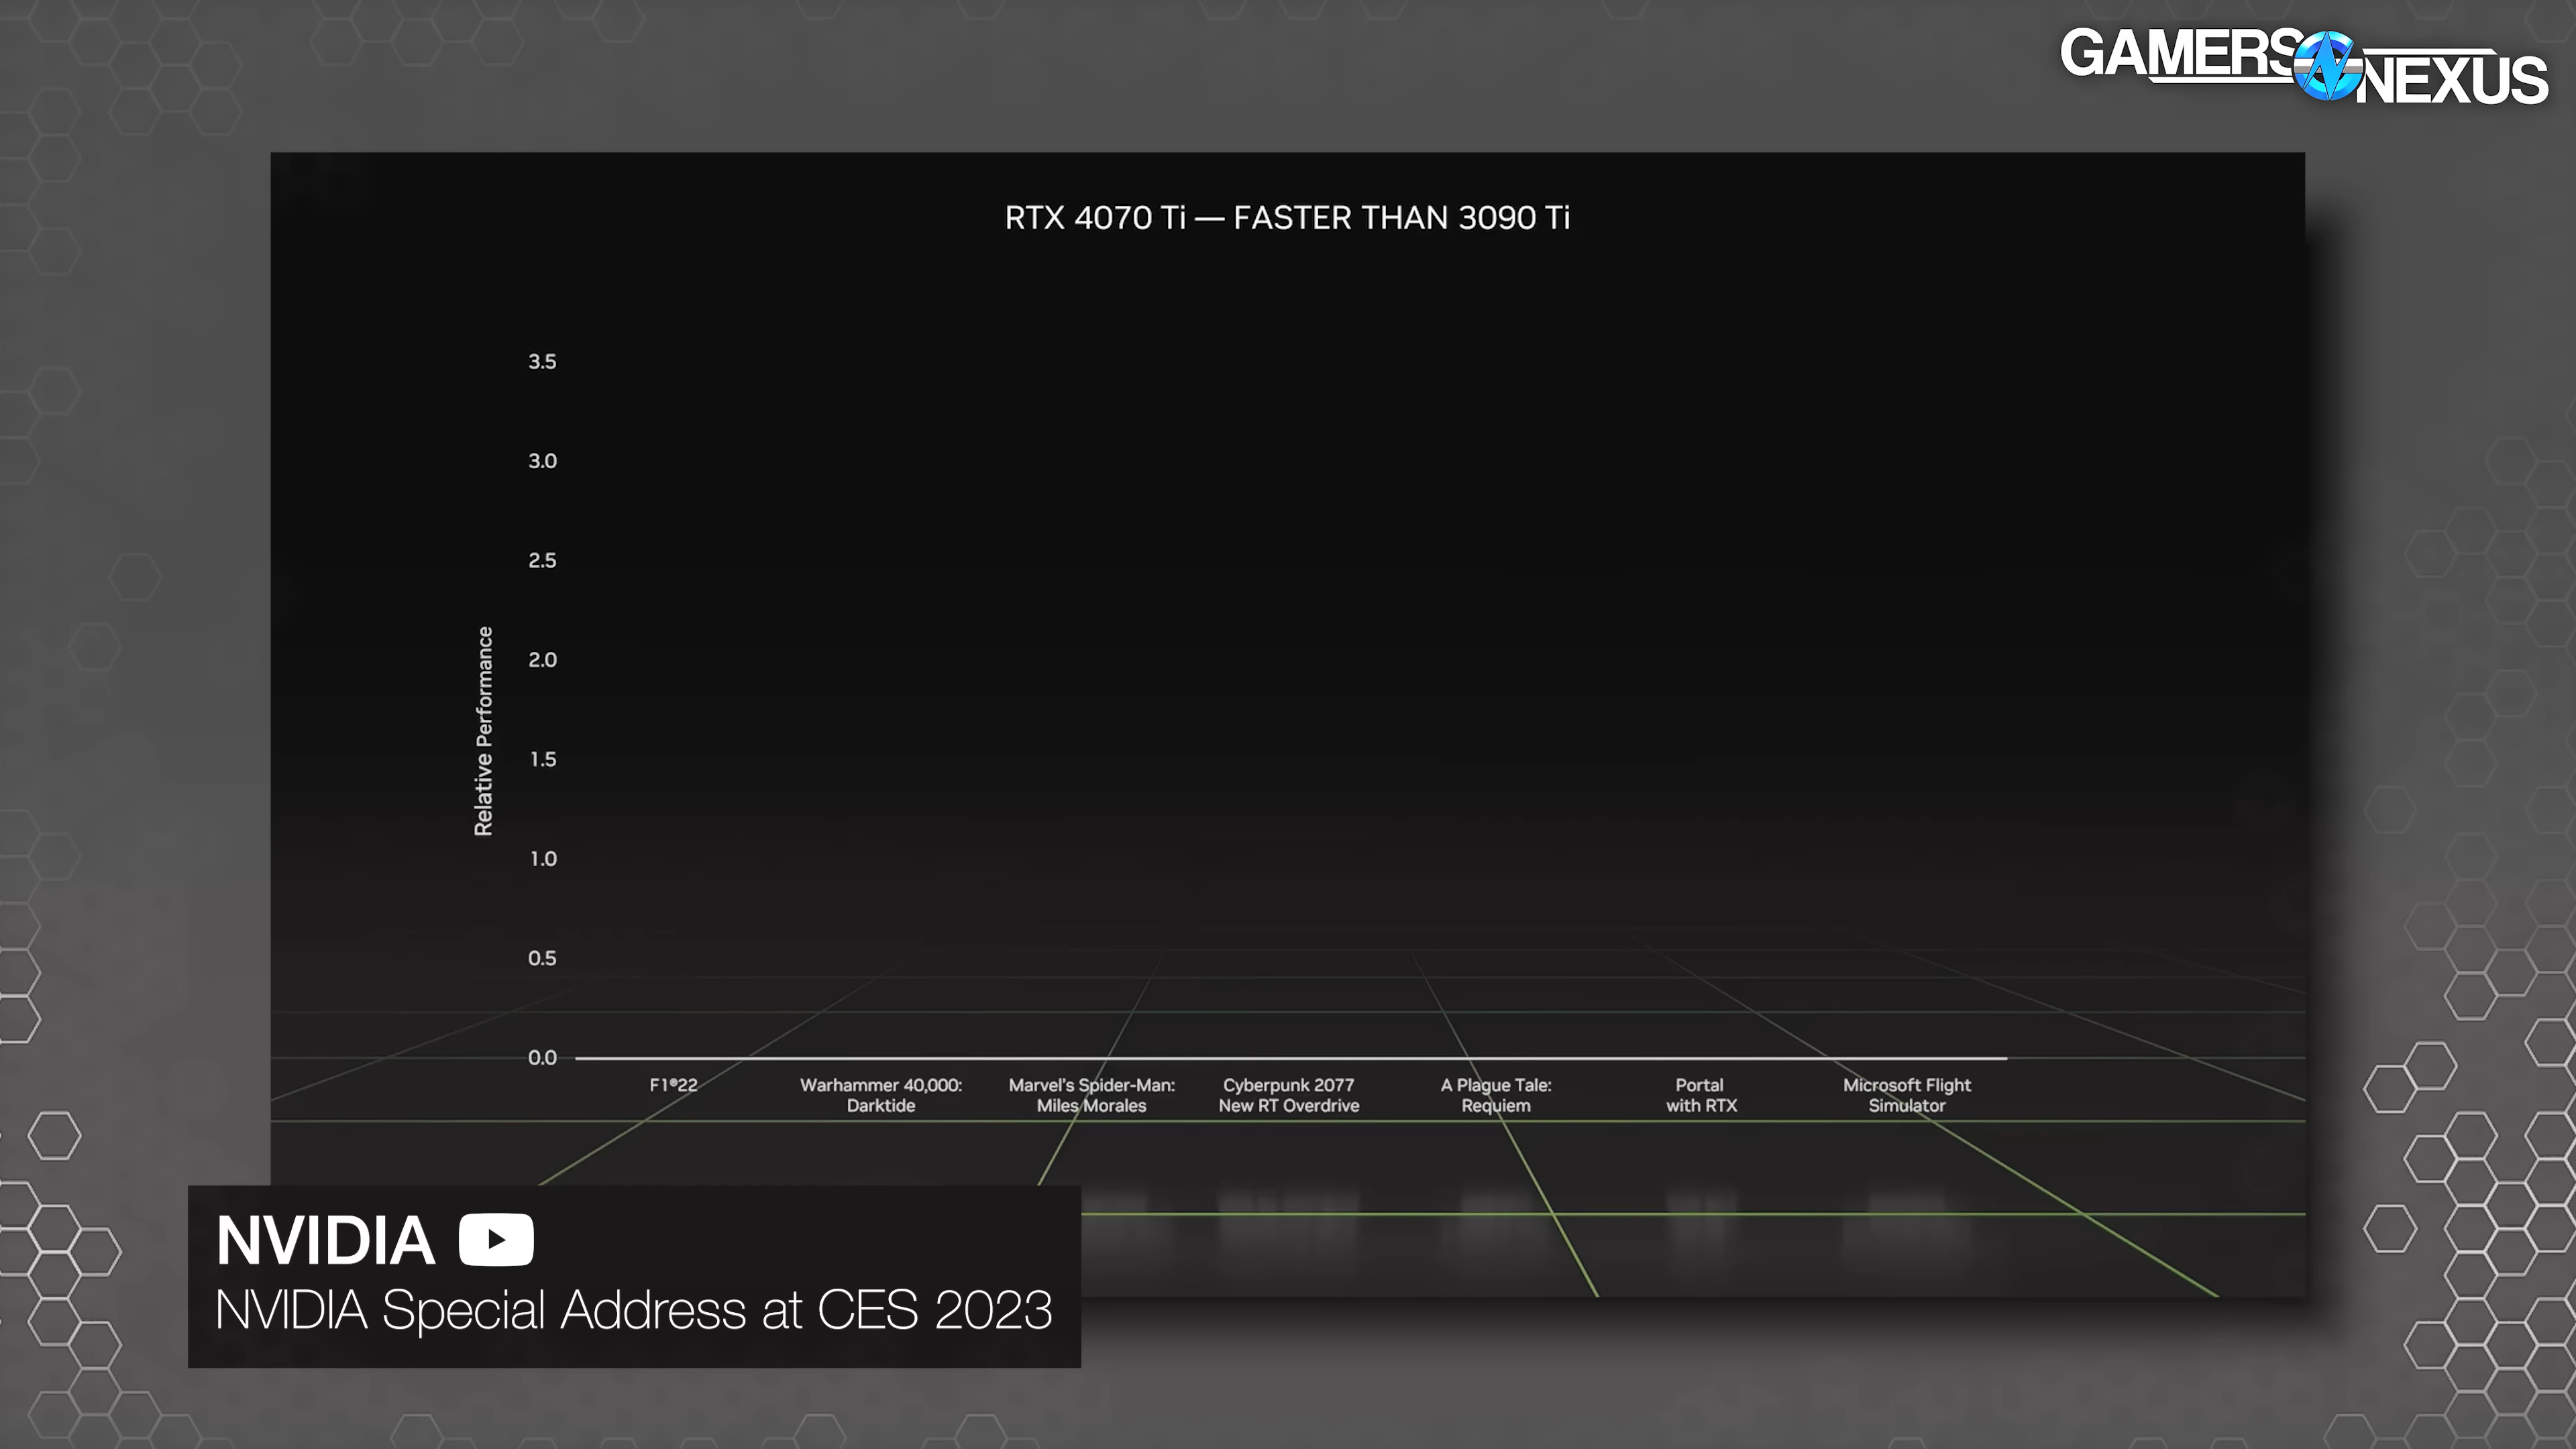 GAMERS NEXUS
RTX 4070 Ti — FASTER THAN 3090 Ti
3.5
3.0
2.5
2.0
1.5
1.0
0.5
0.0
Relative Performance
F1®22
Warhammer 40,000:
Darktide
Marvel's Spider-Man:
Miles Morales
Cyberpunk 2077
New RT Overdrive
A Plague Tale:
Requiem
Portal
with RTX
Microsoft Flight
Simulator
NVIDIA
NVIDIA Special Address at CES 2023